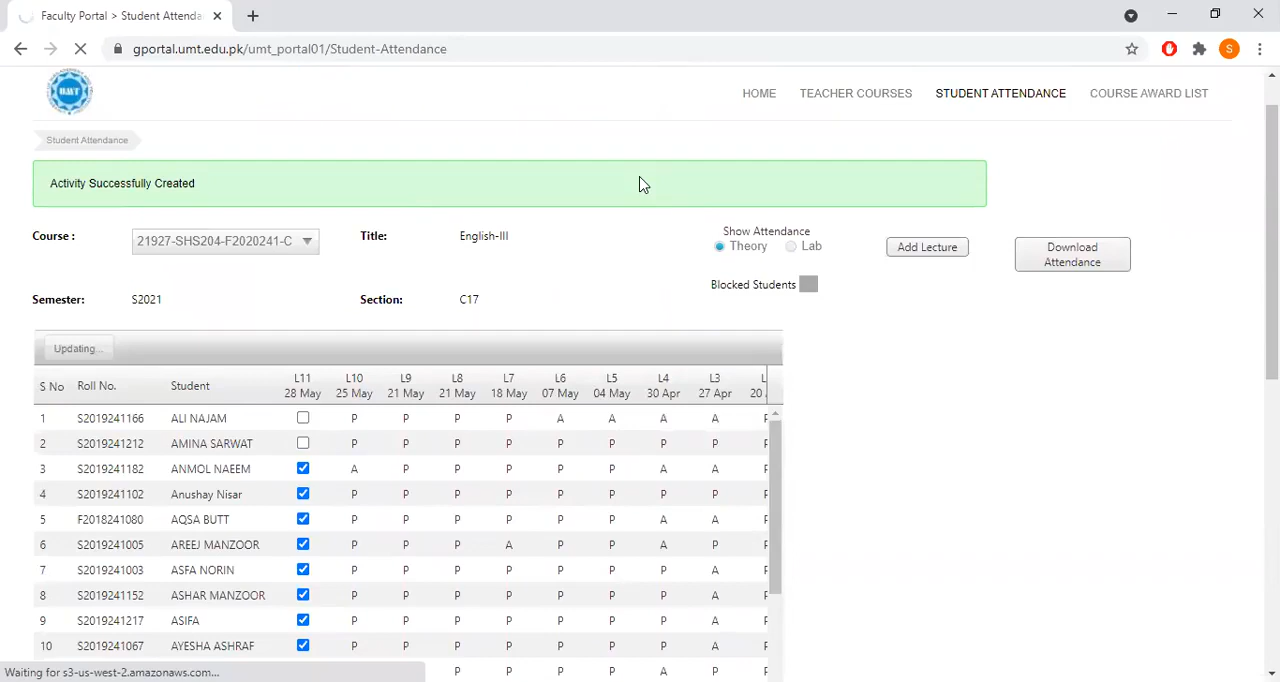 Faculty Portal > Student Attenda
gportal.umt.edu.pk/umt_portal01/Student-Attendance
S
UMT
HOME TEACHER COURSES STUDENT ATTENDANCE COURSE AWARD LIST
Student Attendance
Activity Successfully Created
Course : 21927-SHS204-F2020241-C Title: English-III Show Attendance
Theory Lab
Add Lecture
Download
Attendance
Blocked Students
Semester: S2021 Section: C17
Updating...
S No Roll No. Student L11 L10 L9 L8 L7 L6 L5 L4 L3 L
28 May 25 May 21 May 21 May 18 May 07 May 04 May 30 Apr 27 Apr 20
1 S2019241166 ALI NAJAM P P P P A A A A
2 S2019241212 AMINA SARWAT P P P P P P A P
3 S2019241182 ANMOL NAEEM A P P P P P A A
4 S2019241102 Anushay Nisar P P P P P P A P
5 F2018241080 AQSA BUTT P P P P P P A A
6 S2019241005 AREEJ MANZOOR P P P A P P A P
7 S2019241003 ASFA NORIN P P P P P P P A
8 S2019241152 ASHAR MANZOOR P P P P P P P A
9 S2019241217 ASIFA P P P P P P P A
10 S2019241067 AYESHA ASHRAF P P P P P P P A
P P P P A P
Waiting for s3-us-west-2.amazonaws.com...